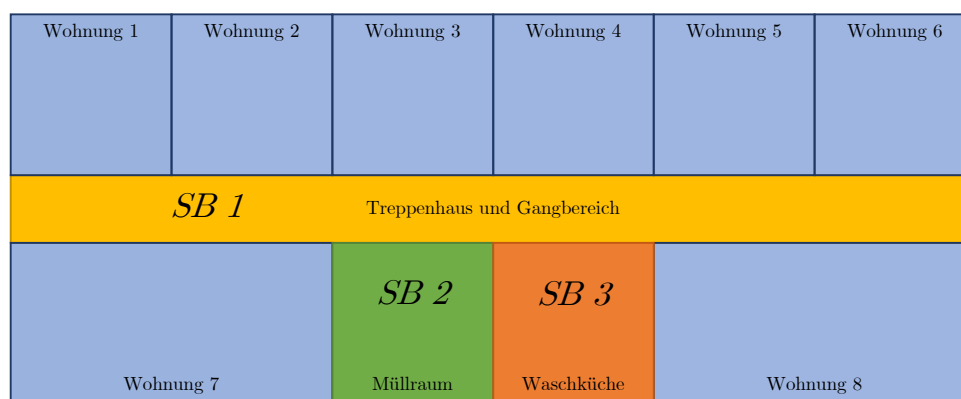 Wohnung 1
Wohnung 2
Wohnung 3
Wohnung 4
Wohnung 5
Wohnung 6
SB 1
Treppenhaus und Gangbereich
SB 2
SB 3
Wohnung 7
Müllraum
Waschküche
Wohnung 8